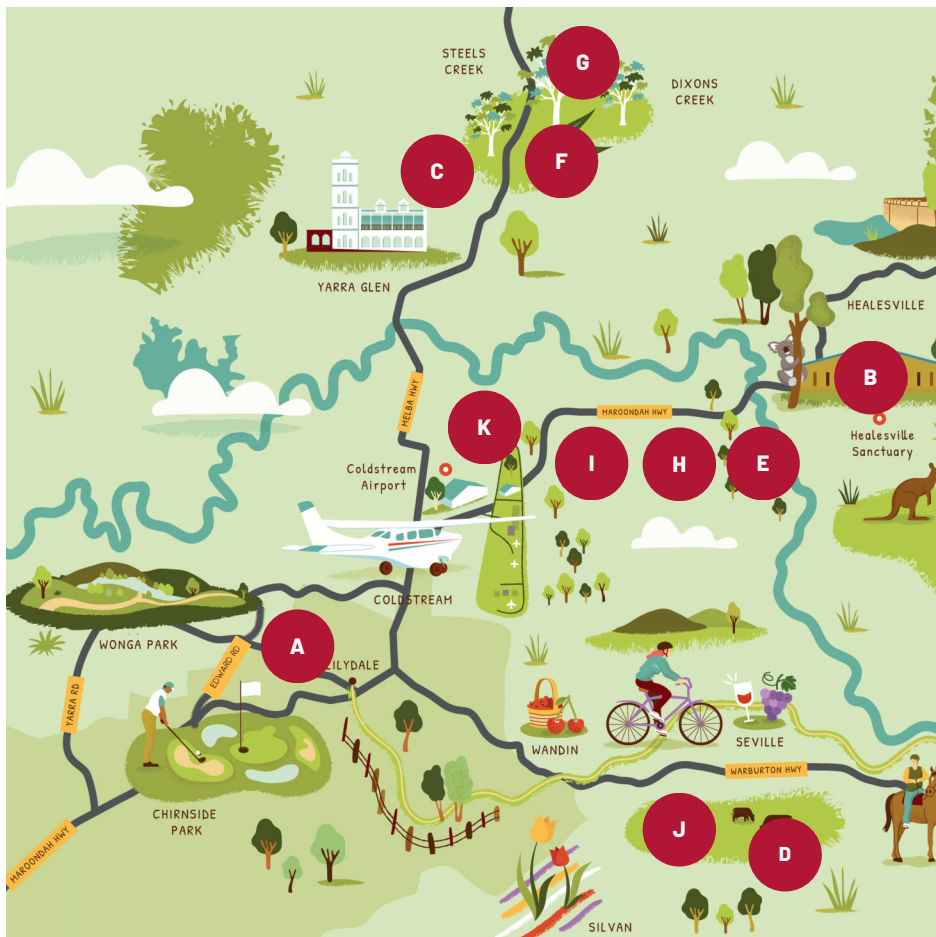 STEELS
CREEK
G
DIXONS
CREEK
F
C
YARRA GLEN
HEALESVILLE
B
MELBA HWY
MAROONDAH HWY
K
Healesville
Sanctuary
I
H
E
Coldstream
Airport
COLDSTREAM
WONGA PARK
EDWARD RD
A
LILYDALE
YARRA RD
WANDIN
SEVILLE
WARBURTON HWY
CHIRNSIDE
PARK
MAROONDAH HWY
J
D
SILVAN